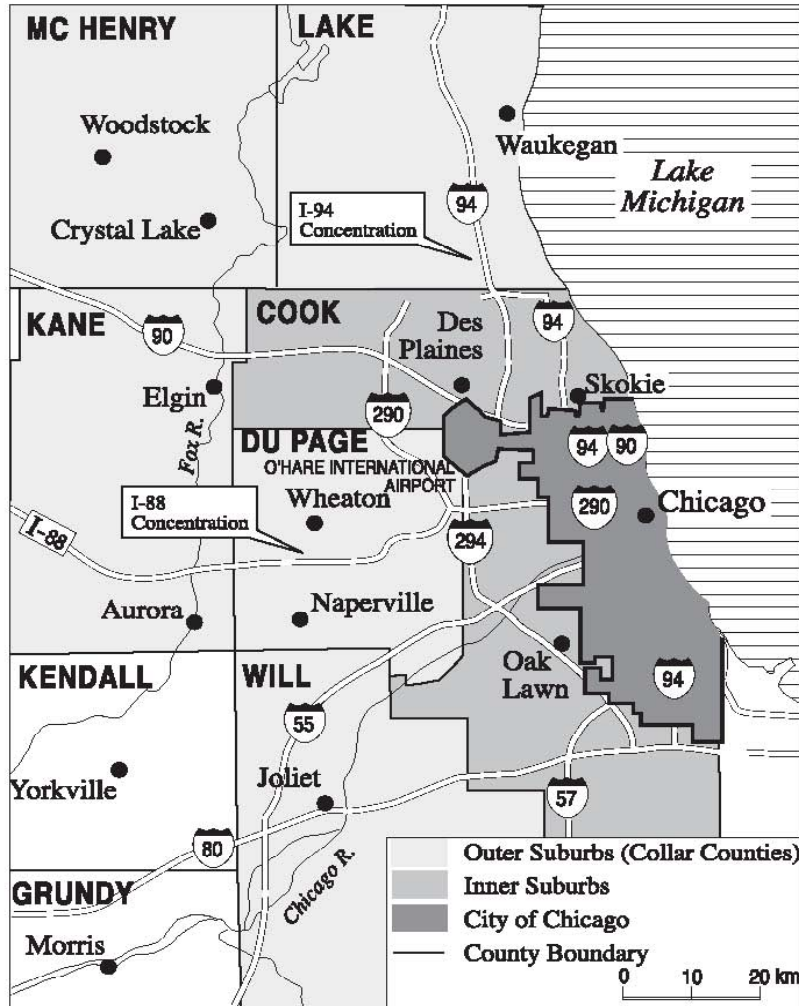 MC HENRY
LAKE
Woodstock
Waukegan
Lake
Michigan
94
I-94
Concentration
Crystal Lake
KANE
90
COOK
Des
Plaines
94
Elgin
290
Skokie
Fox R.
DU PAGE
O'HARE INTERNATIONAL
AIRPORT
94
90
Wheaton
I-88
Concentration
290
Chicago
I-88
294
Aurora
Naperville
Oak
Lawn
KENDALL
WILL
94
55
Yorkville
Joliet
57
80
GRUNDY
Chicago R.
Morris
Outer Suburbs (Collar Counties)
Inner Suburbs
City of Chicago
County Boundary
0 10 20 km